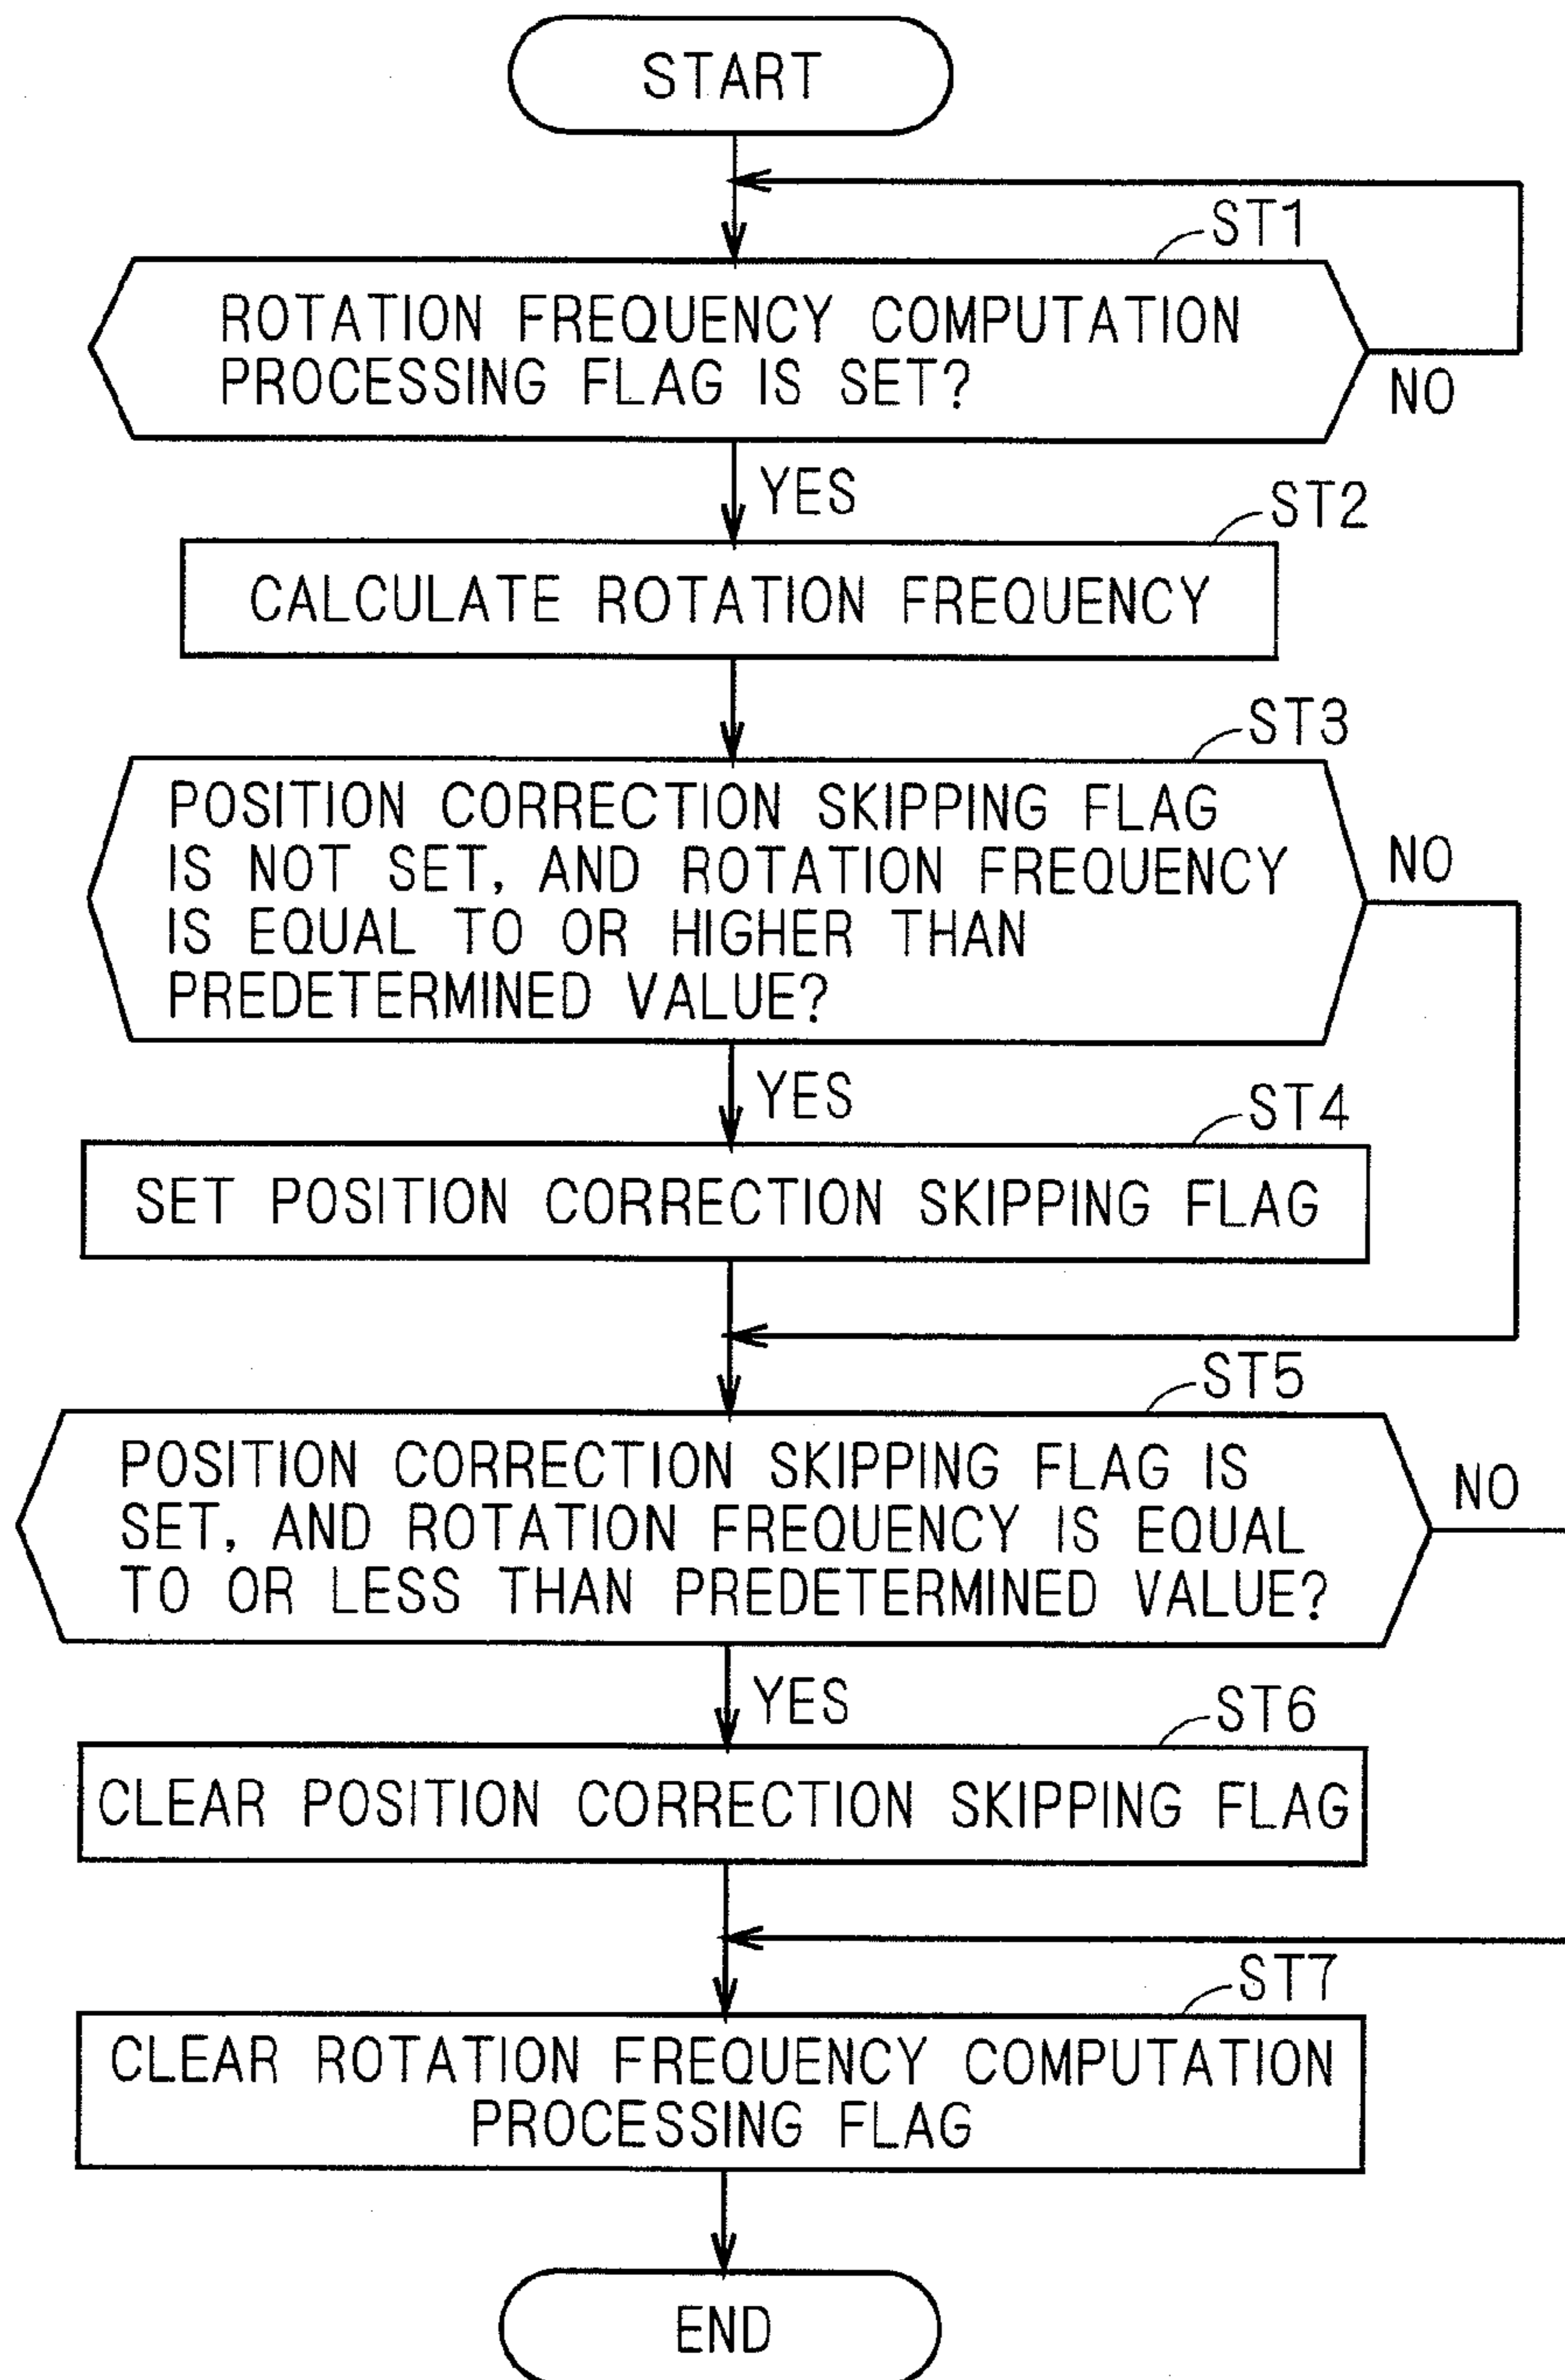 START
ST1
ROTATION FREQUENCY COMPUTATION
PROCESSING FLAG IS SET?
NO
YES
ST2
CALCULATE ROTATION FREQUENCY
ST3
POSITION CORRECTION SKIPPING FLAG
IS NOT SET, AND ROTATION FREQUENCY
IS EQUAL TO OR HIGHER THAN
PREDETERMINED VALUE?
NO
YES
ST4
SET POSITION CORRECTION SKIPPING FLAG
ST5
POSITION CORRECTION SKIPPING FLAG IS
SET, AND ROTATION FREQUENCY IS EQUAL
TO OR LESS THAN PREDETERMINED VALUE?
NO
YES
ST6
CLEAR POSITION CORRECTION SKIPPING FLAG
ST7
CLEAR ROTATION FREQUENCY COMPUTATION
PROCESSING FLAG
END